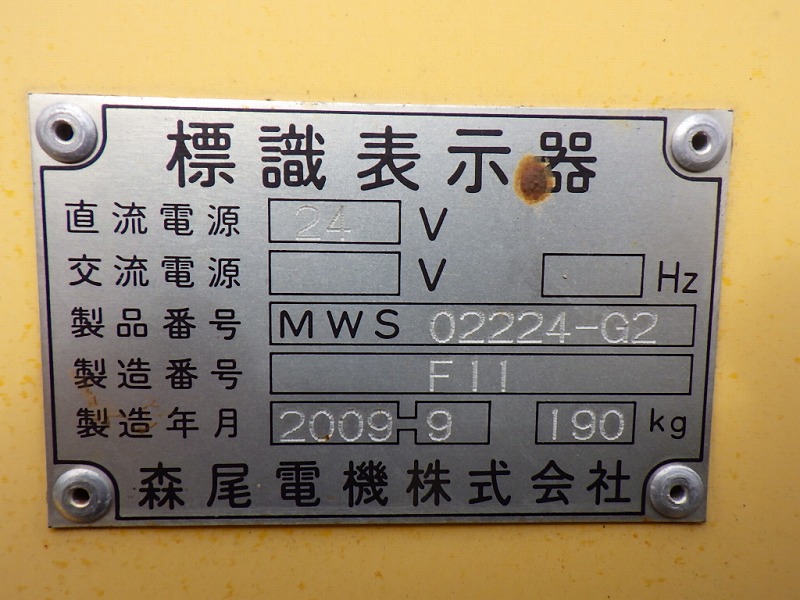 標識表示器
直流電源 24 V
交流電源 V Hz
製品番号 MWS 02224-G2
製造番号 F11
製造年月 2009-9 190 kg
森尾電機株式会社